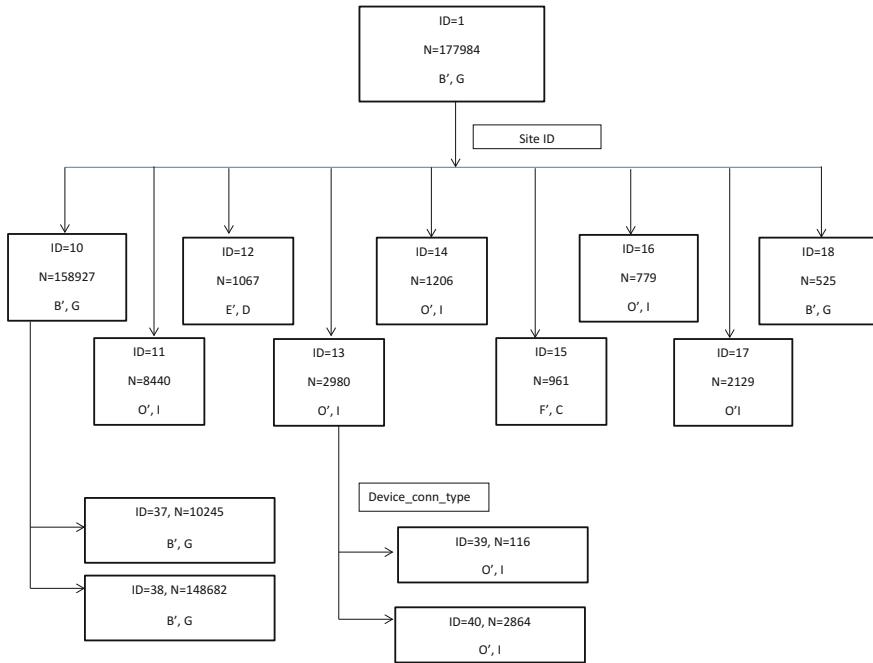 ID=1
N=177984
B’, G
Site ID
ID=10
N=158927
B’, G
ID=12
N=1067
E’, D
ID=14
N=1206
O’, I
ID=16
N=779
O’, I
ID=18
N=525
B’, G
ID=11
N=8440
O’, I
ID=13
N=2980
O’, I
ID=15
N=961
F’, C
ID=17
N=2129
O’I
Device_conn_type
ID=37, N=10245
B’, G
ID=38, N=148682
B’, G
ID=39, N=116
O’, I
ID=40, N=2864
O’, I